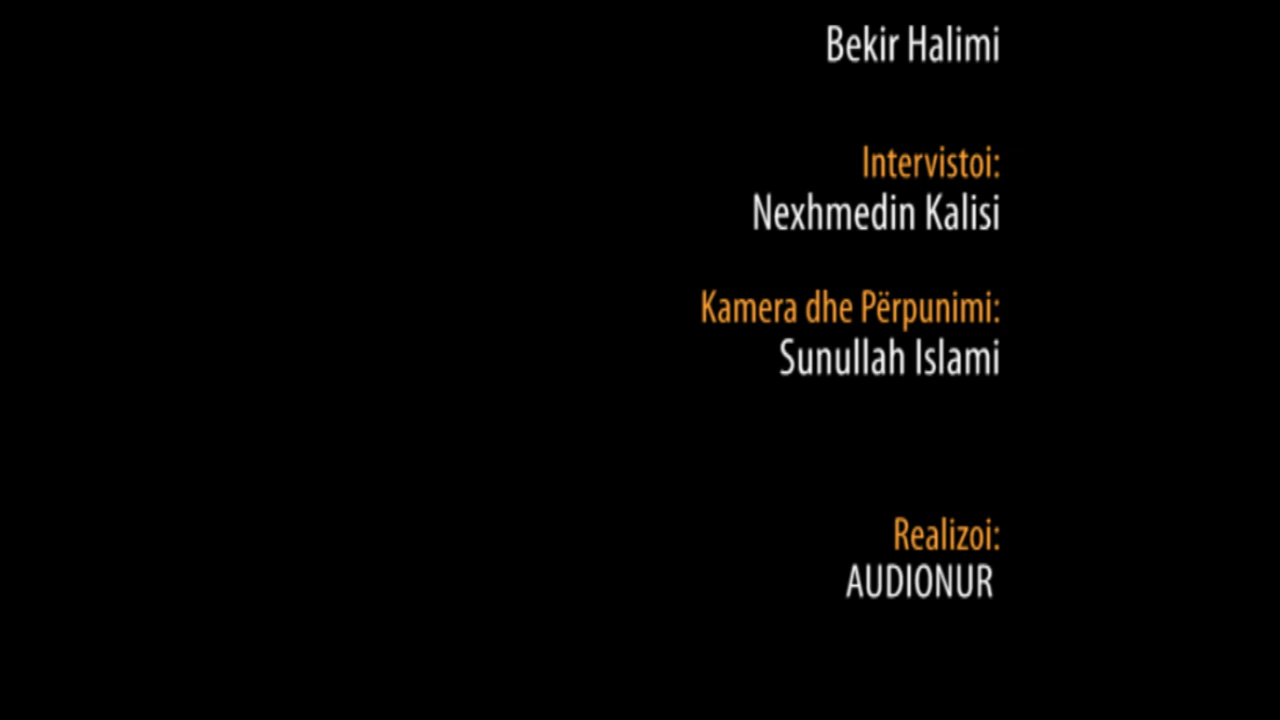 Bekir Halimi
Intervistoi:
Nexhmedin Kalisi
Kamera dhe Përpunimi:
Sunullah Islami
Realizoi:
AUDIONUR